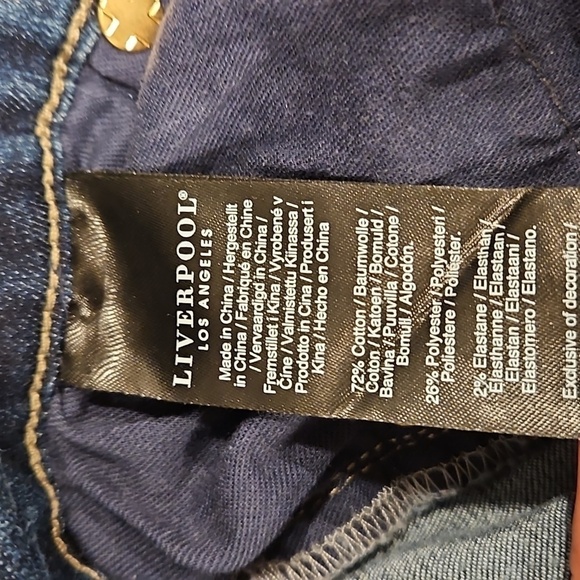 LIVERPOOL®
LOS ANGELES
Made in China / Hergestellt
in China / Fabriqué en Chine
/ Vervaardigd in China /
Fremstillet i Kina / Vyrobené v
Číne / Valmistettu Kiinassa /
Prodotto in Cina / Produsert i
Kina / Hecho en China
72% Cotton / Baumwolle /
Coton / Katoen / Bomuld /
Bavlna / Puuvilla / Cotone /
Bomull / Algodón.
26% Polyester / Polyesteri /
Poliestere / Poliester.
2% Elastane / Elasthan /
Elasthanne / Elastaan /
Elastan / Elastaani /
Elastomero / Elastano.
Exclusive of decoration /